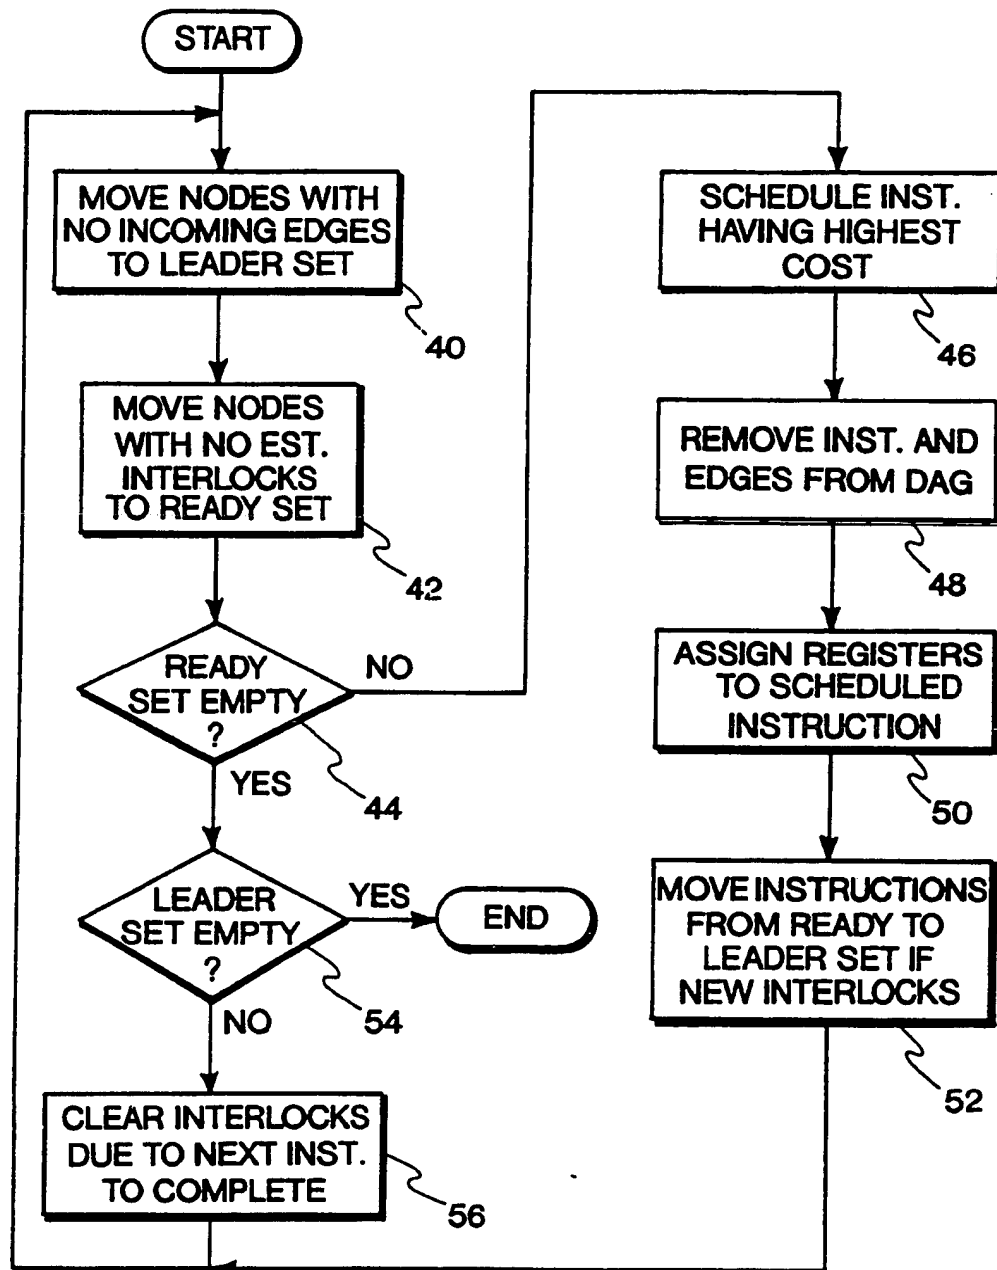 START
MOVE NODES WITH
NO INCOMING EDGES
TO LEADER SET
40
MOVE NODES
WITH NO EST.
INTERLOCKS
TO READY SET
42
READY
SET EMPTY
?
NO
YES
44
LEADER
SET EMPTY
?
YES
END
NO
54
CLEAR INTERLOCKS
DUE TO NEXT INST.
TO COMPLETE
56
SCHEDULE INST.
HAVING HIGHEST
COST
46
REMOVE INST. AND
EDGES FROM DAG
48
ASSIGN REGISTERS
TO SCHEDULED
INSTRUCTION
50
MOVE INSTRUCTIONS
FROM READY TO
LEADER SET IF
NEW INTERLOCKS
52